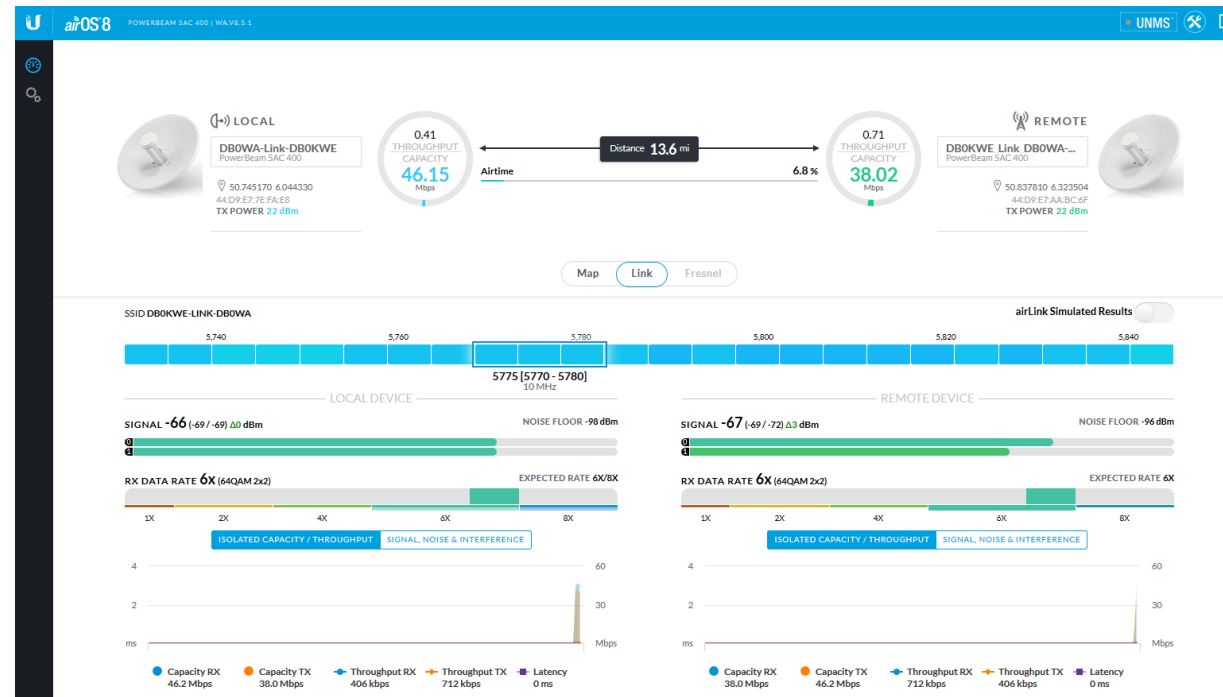 U airOS®8 POWERBEAM 5AC 400 | WA.V8.5.1 UNMS™
LOCAL
DB0WA-Link-DB0KWE
PowerBeam 5AC 400
50.745170 6.044330
44:D9:E7:7E:FA:E8
TX POWER 22 dBm
0.41
THROUGHPUT
CAPACITY
46.15
Mbps
Distance 13.6 mi
Airtime 6.8 %
0.71
THROUGHPUT
CAPACITY
38.02
Mbps
REMOTE
DB0KWE_Link_DB0WA-...
PowerBeam 5AC 400
50.837810 6.323504
44:D9:E7:AA:BC:6F
TX POWER 22 dBm
Map Link Fresnel
SSID DB0KWE-LINK-DB0WA airLink Simulated Results
5,740 5,760 5,780 5,800 5,820 5,840
5775 [5770 - 5780]
10 MHz
LOCAL DEVICE
SIGNAL -66 (-69 / -69) Δ0 dBm NOISE FLOOR -98 dBm
0
1
RX DATA RATE 6X (64QAM 2x2) EXPECTED RATE 6X/8X
1X 2X 4X 6X 8X
ISOLATED CAPACITY / THROUGHPUT SIGNAL, NOISE & INTERFERENCE
4 60
2 30
ms Mbps
Capacity RX Capacity TX Throughput RX Throughput TX Latency
46.2 Mbps 38.0 Mbps 406 kbps 712 kbps 0 ms
REMOTE DEVICE
SIGNAL -67 (-69 / -72) Δ3 dBm NOISE FLOOR -96 dBm
0
1
RX DATA RATE 6X (64QAM 2x2) EXPECTED RATE 6X
1X 2X 4X 6X 8X
ISOLATED CAPACITY / THROUGHPUT SIGNAL, NOISE & INTERFERENCE
4 60
2 30
ms Mbps
Capacity RX Capacity TX Throughput RX Throughput TX Latency
38.0 Mbps 46.2 Mbps 712 kbps 406 kbps 0 ms